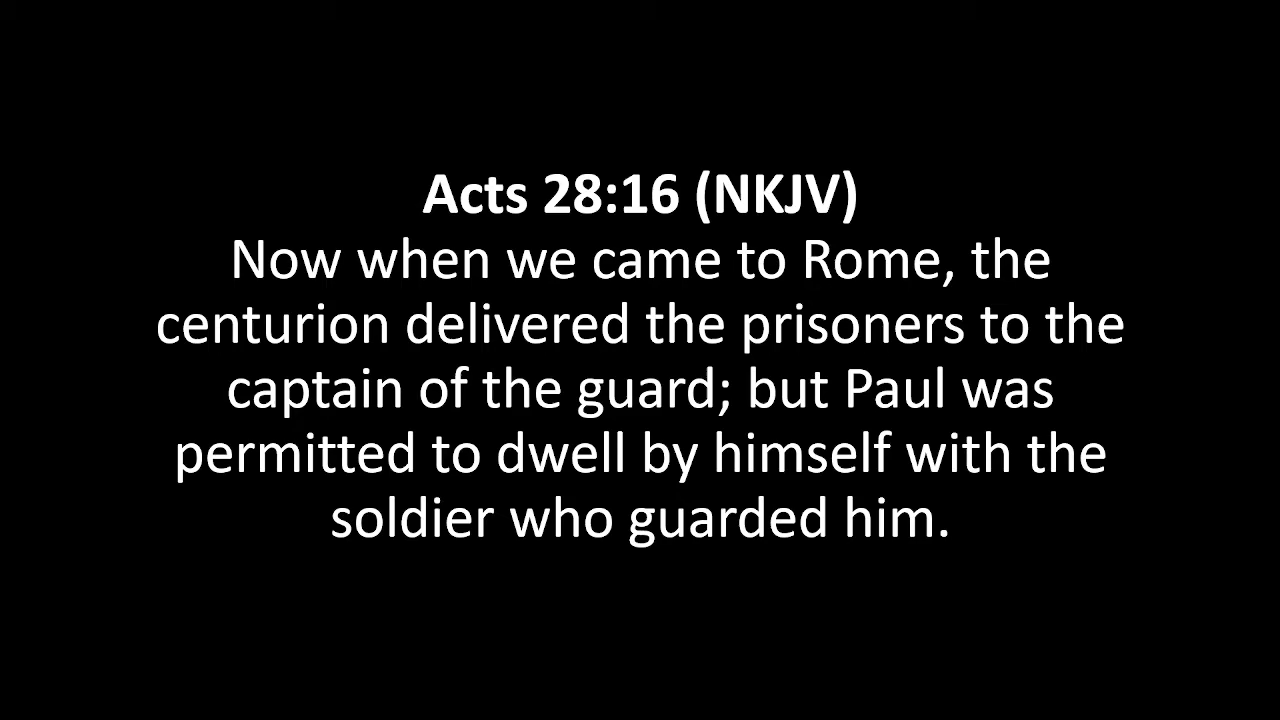 Acts 28:16 (NKJV)
Now when we came to Rome, the
centurion delivered the prisoners to the
captain of the guard; but Paul was
permitted to dwell by himself with the
soldier who guarded him.